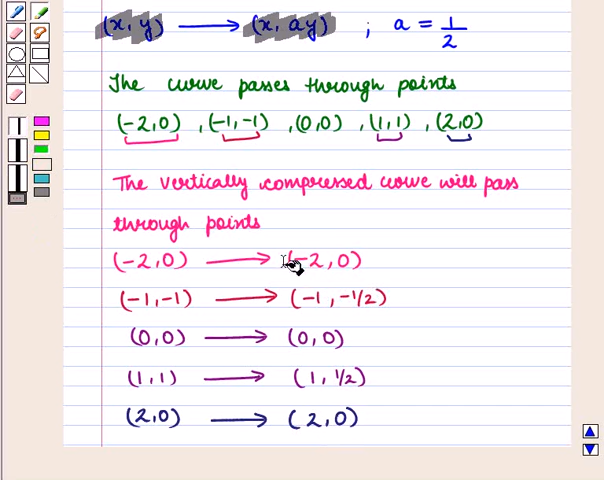 (x, y) ⟶ (x, ay) ; a = 1/2
The curve passes through points
(-2,0) , (-1,-1) , (0,0) , (1,1) , (2,0)
The vertically compressed curve will pass
through points
(-2,0) ⟶ (-2,0)
(-1,-1) ⟶ (-1,-1/2)
(0,0) ⟶ (0,0)
(1,1) ⟶ (1,1/2)
(2,0) ⟶ (2,0)